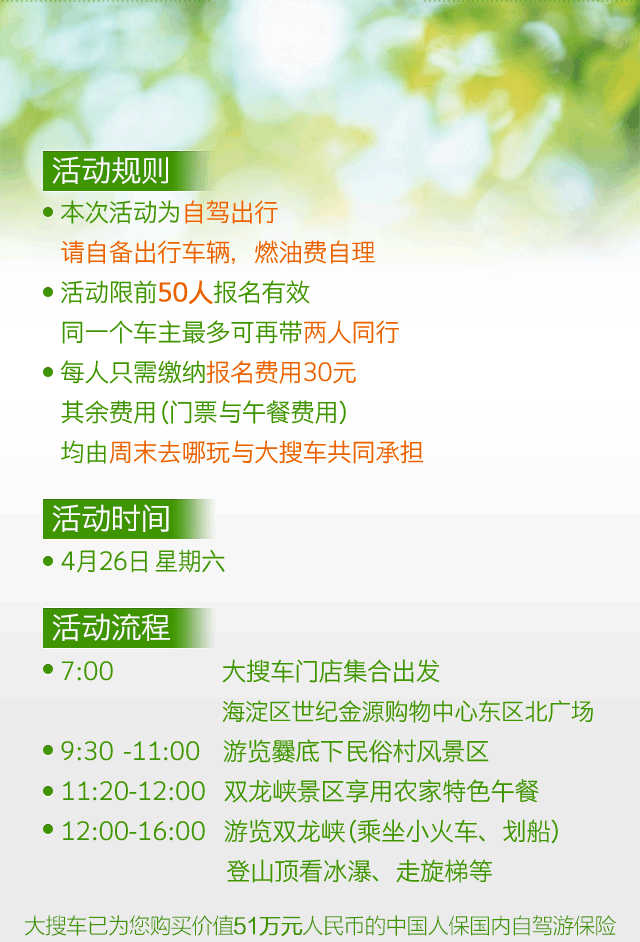 活动规则
本次活动为自驾出行
请自备出行车辆，燃油费自理
活动限前50人报名有效
同一个车主最多可再带两人同行
每人只需缴纳报名费用30元
其余费用(门票与午餐费用)
均由周末去哪玩与大搜车共同承担
活动时间
4月26日 星期六
活动流程
7:00 大搜车门店集合出发
海淀区世纪金源购物中心东区北广场
9:30 -11:00 游览爨底下民俗村风景区
11:20-12:00 双龙峡景区享用农家特色午餐
12:00-16:00 游览双龙峡(乘坐小火车、划船)
登山顶看冰瀑、走旋梯等
大搜车已为您购买价值51万元人民币的中国人保国内自驾游保险